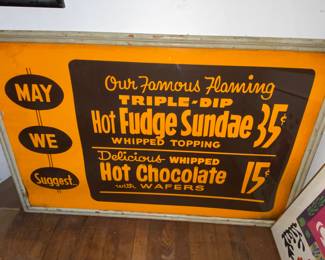 MAY
WE
Suggest...
Our Famous Flaming
TRIPLE-DIP
Hot Fudge Sundae 35¢
WHIPPED TOPPING
Delicious WHIPPED
Hot Chocolate 15¢
with WAFERS